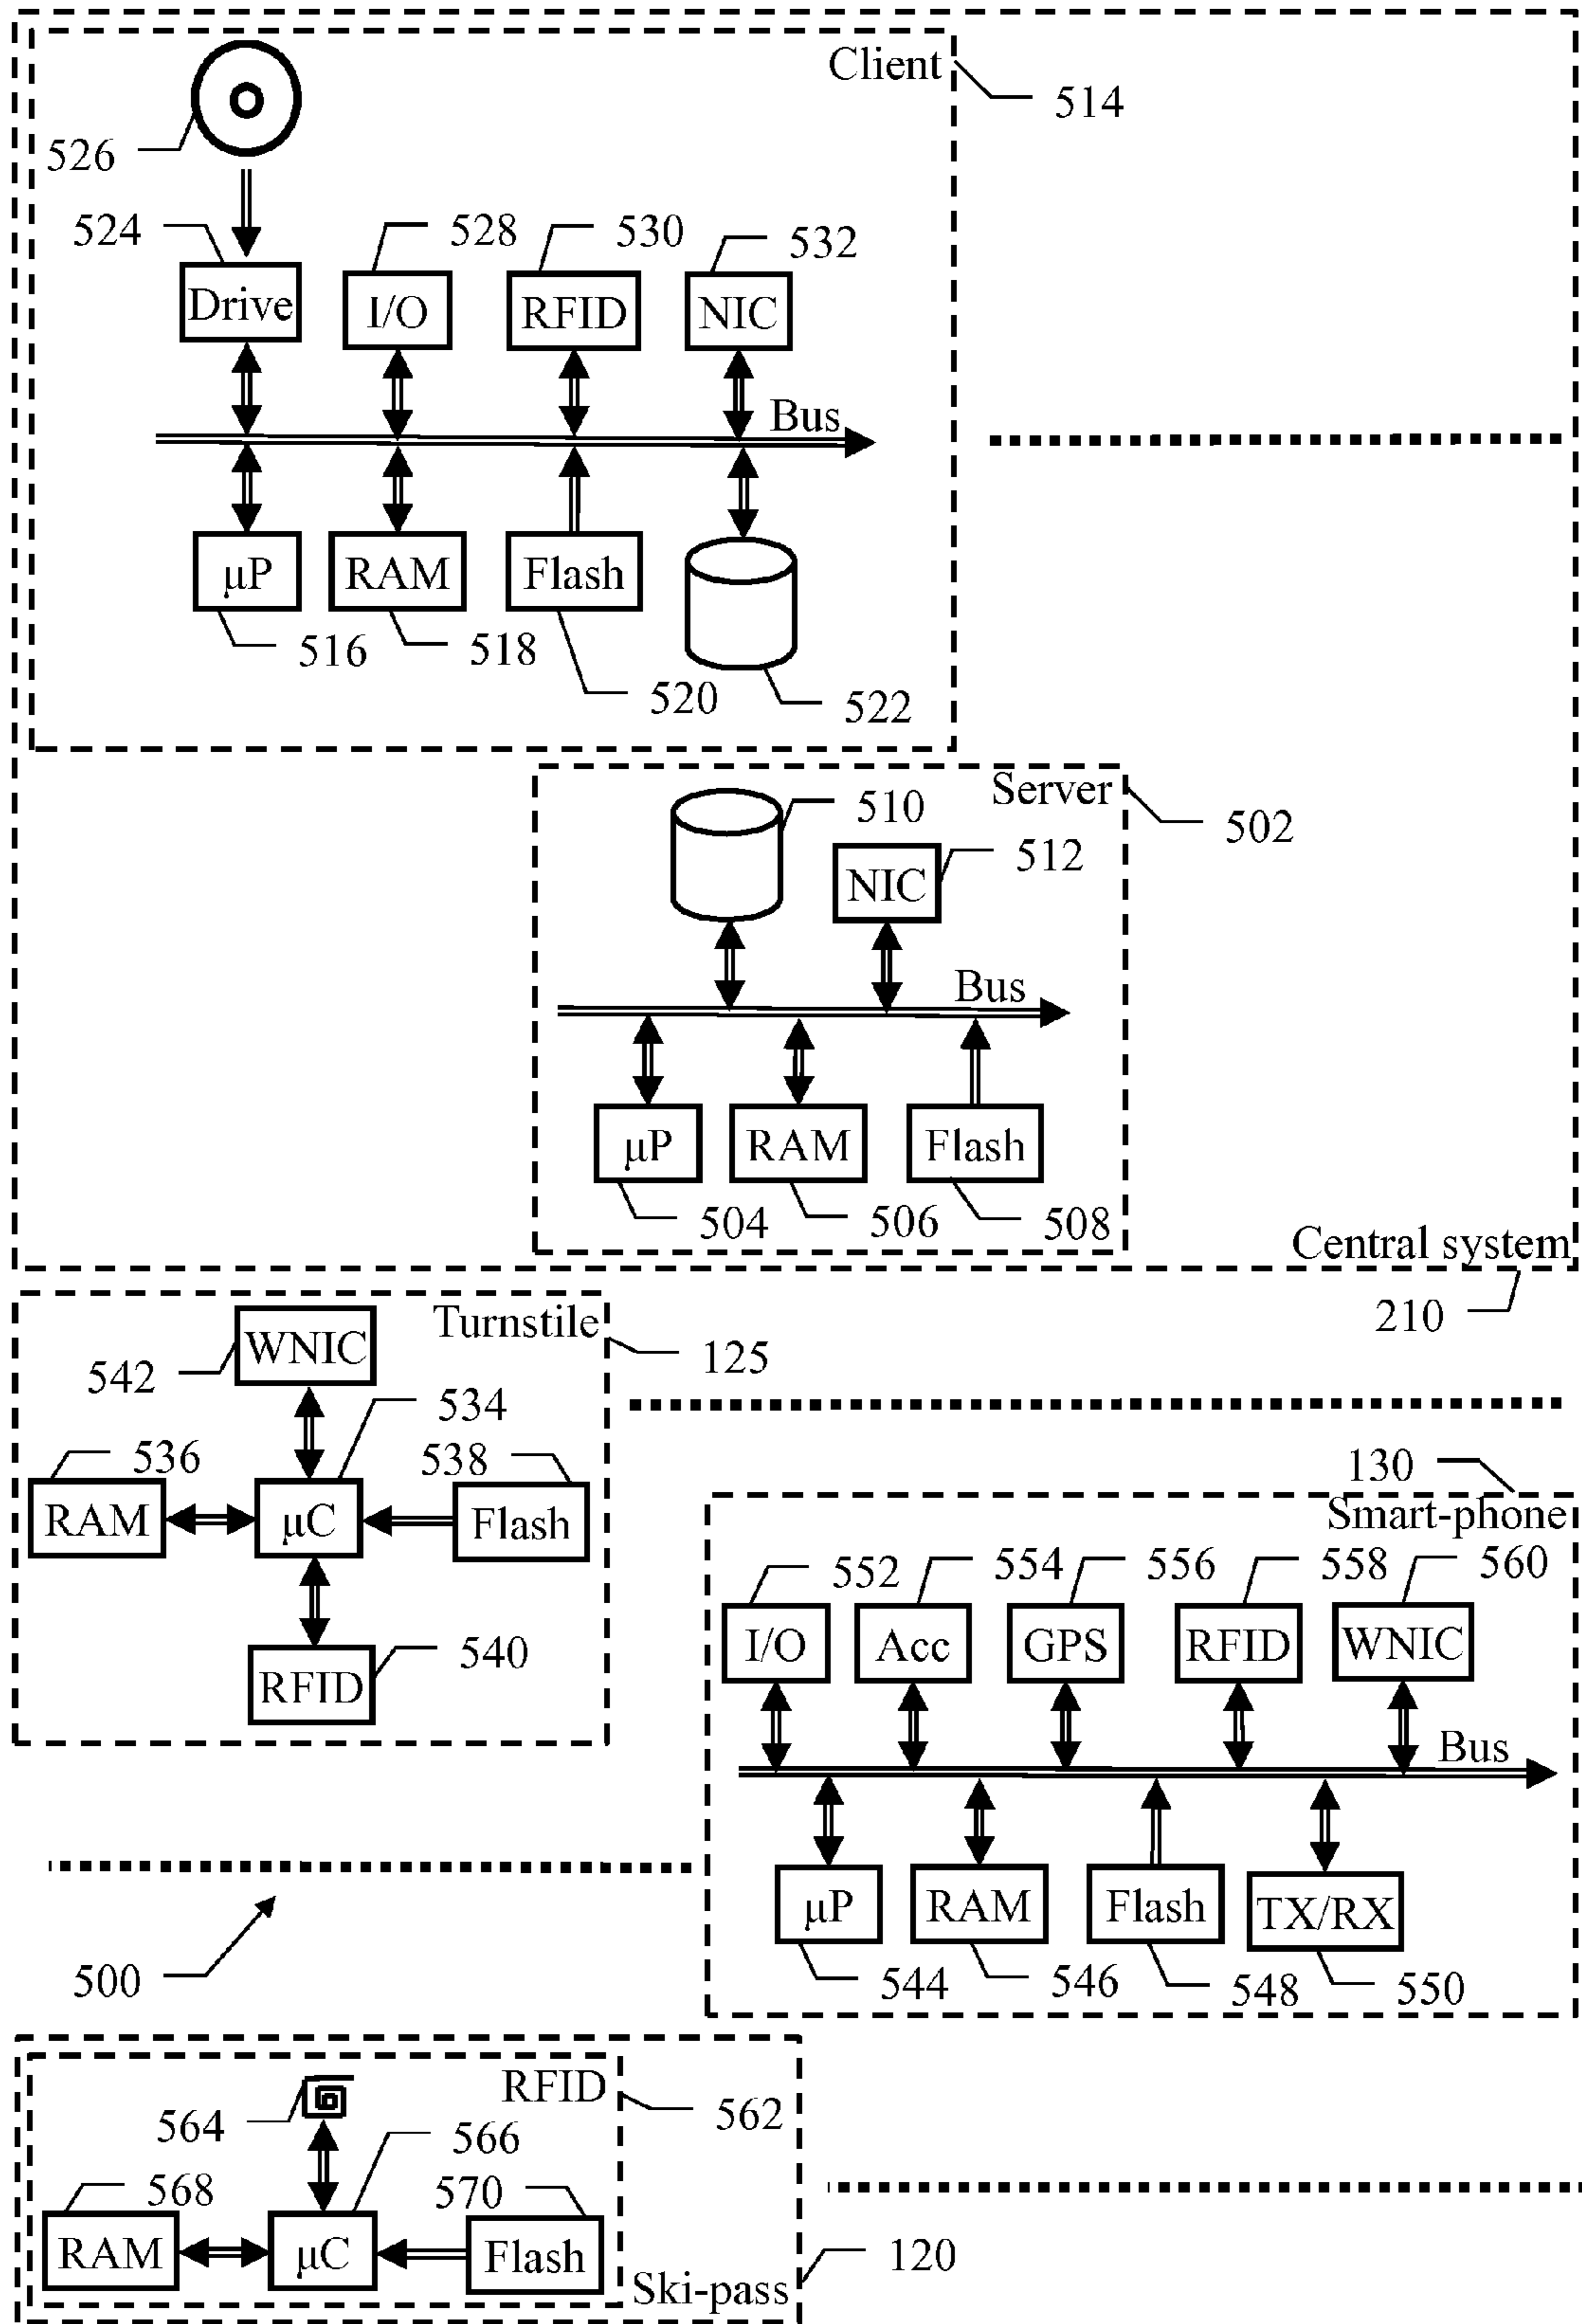 Client
514
526
524
528
530
532
Drive
I/O
RFID
NIC
Bus
μP
RAM
Flash
516
518
520
522
Server
510
502
512
NIC
Bus
μP
RAM
Flash
504
506
508
Central system
210
Turnstile
WNIC
125
542
534
536
538
RAM
μC
Flash
540
RFID
130
Smart-phone
552
554
556
558
560
I/O
Acc
GPS
RFID
WNIC
Bus
μP
RAM
Flash
TX/RX
544
546
548
550
500
RFID
562
564
566
568
570
RAM
μC
Flash
120
Ski-pass